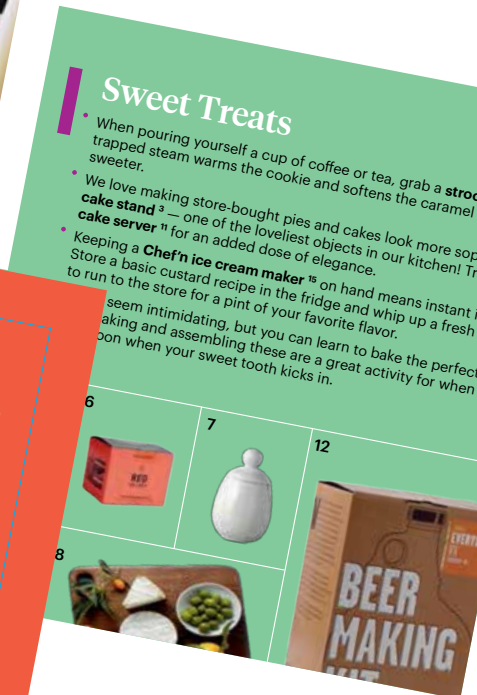 Sweet Treats
• When pouring yourself a cup of coffee or tea, grab a
trapped steam warms the cookie and softens the caramel
sweeter.
• We love making store-bought pies and cakes look more
cake stand 3 — one of the loveliest objects in our kitchen!
cake server 11 for an added dose of elegance.
• Keeping a Chef'n ice cream maker 15 on hand means instant
Store a basic custard recipe in the fridge and whip up a fresh
to run to the store for a pint of your favorite flavor.
seem intimidating, but you can learn to bake the perfect
and assembling these are a great activity for when
when your sweet tooth kicks in.
6
7
12
RED
8
BEER
MAKING
KIT